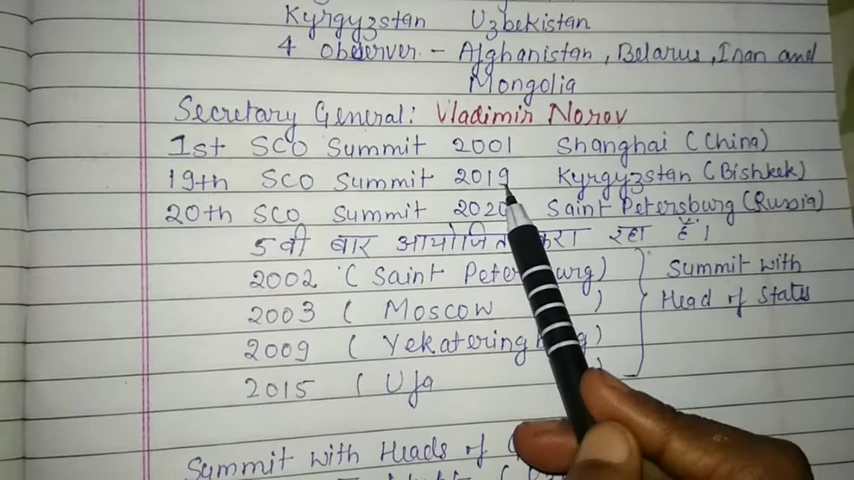 Kyrgyzstan Uzbekistan
4 observer - Afghanistan, Belarus, Iran and
Mongolia
Secretary General: Vladimir Norov
1st SCO Summit 2001 Shanghai (China)
19th SCO Summit 2019 Kyrgyzstan (Bishkek)
20th SCO Summit 2020 Saint Petersburg (Russia)
5वी बार आयोजित करा रहा हैं।
2002 (Saint Petersburg)
2003 (Moscow)
2009 (Yekateringburg)
2015 (Ufa)
Summit with
Head of States
Summit with Heads of